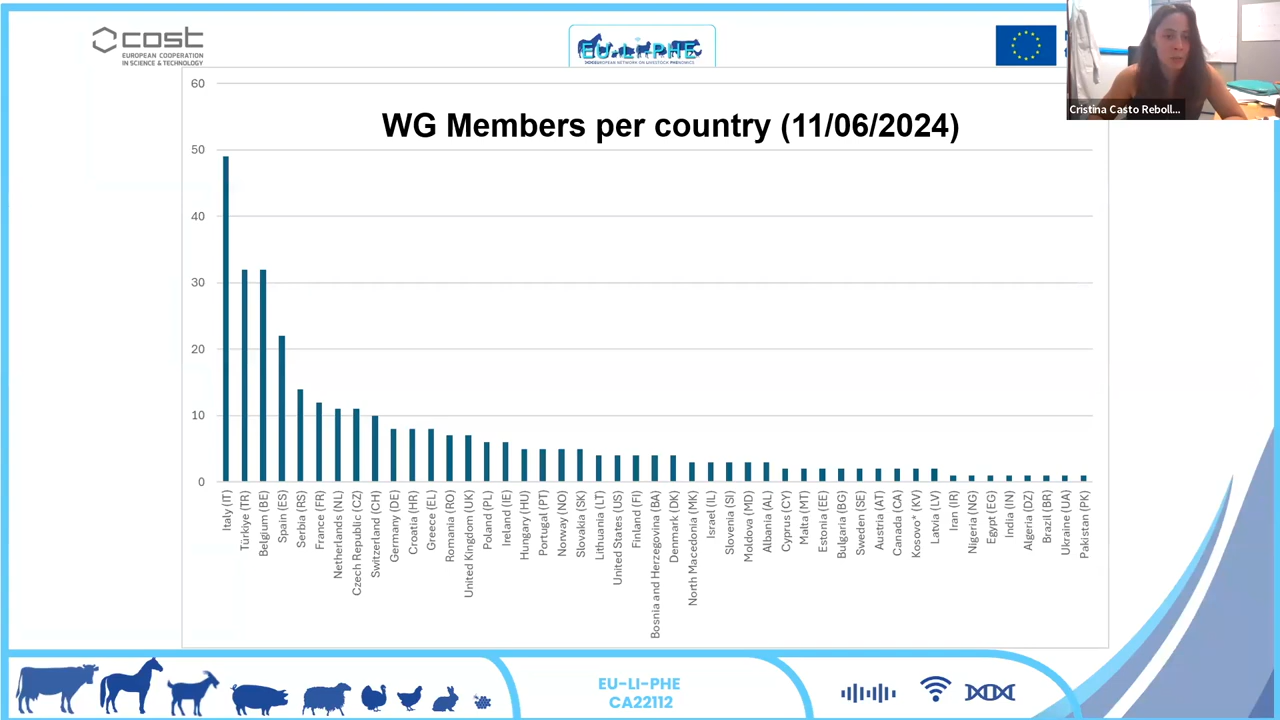 cost
EUROPEAN COOPERATION
IN SCIENCE & TECHNOLOGY
EU-LI-PHE
EUROPEAN NETWORK ON LIVESTOCK PHENOMICS
Cristina Casto Reboll...
WG Members per country (11/06/2024)
60
50
40
30
20
10
0
Italy (IT)
Türkiye (TR)
Belgium (BE)
Spain (ES)
Serbia (RS)
France (FR)
Netherlands (NL)
Czech Republic (CZ)
Switzerland (CH)
Germany (DE)
Croatia (HR)
Greece (EL)
Romania (RO)
United Kingdom (UK)
Poland (PL)
Ireland (IE)
Hungary (HU)
Portugal (PT)
Norway (NO)
Slovakia (SK)
Lithuania (LT)
United States (US)
Finland (FI)
Bosnia and Herzegovina (BA)
Denmark (DK)
North Macedonia (MK)
Israel (IL)
Slovenia (SI)
Moldova (MD)
Albania (AL)
Cyprus (CY)
Malta (MT)
Estonia (EE)
Bulgaria (BG)
Sweden (SE)
Austria (AT)
Canada (CA)
Kosovo* (KV)
Latvia (LV)
Iran (IR)
Nigeria (NG)
Egypt (EG)
India (IN)
Algeria (DZ)
Brazil (BR)
Ukraine (UA)
Pakistan (PK)
EU-LI-PHE
CA22112